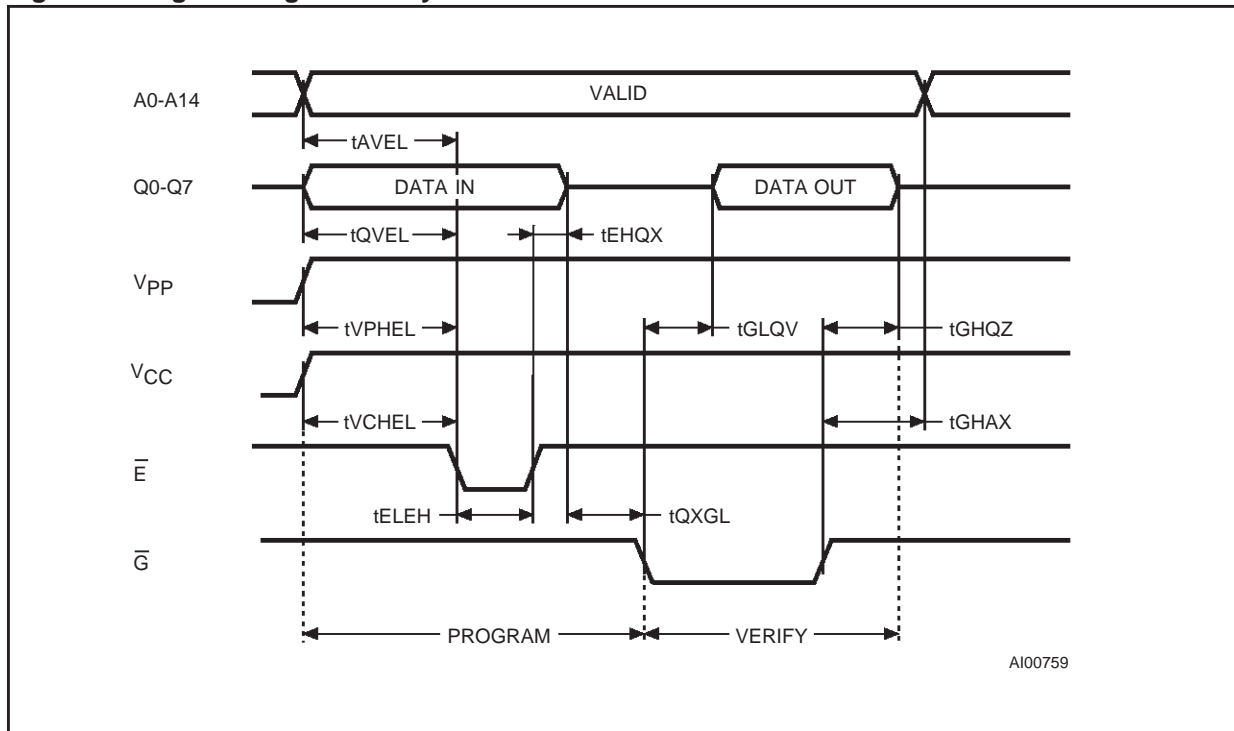 A0-A14
VALID
tAVEL
Q0-Q7
DATA IN
DATA OUT
tQVEL
tEHQX
VPP
tVPHEL
tGLQV
tGHQZ
VCC
tVCHEL
tGHAX
E̅
tELEH
tQXGL
G̅
PROGRAM
VERIFY
AI00759